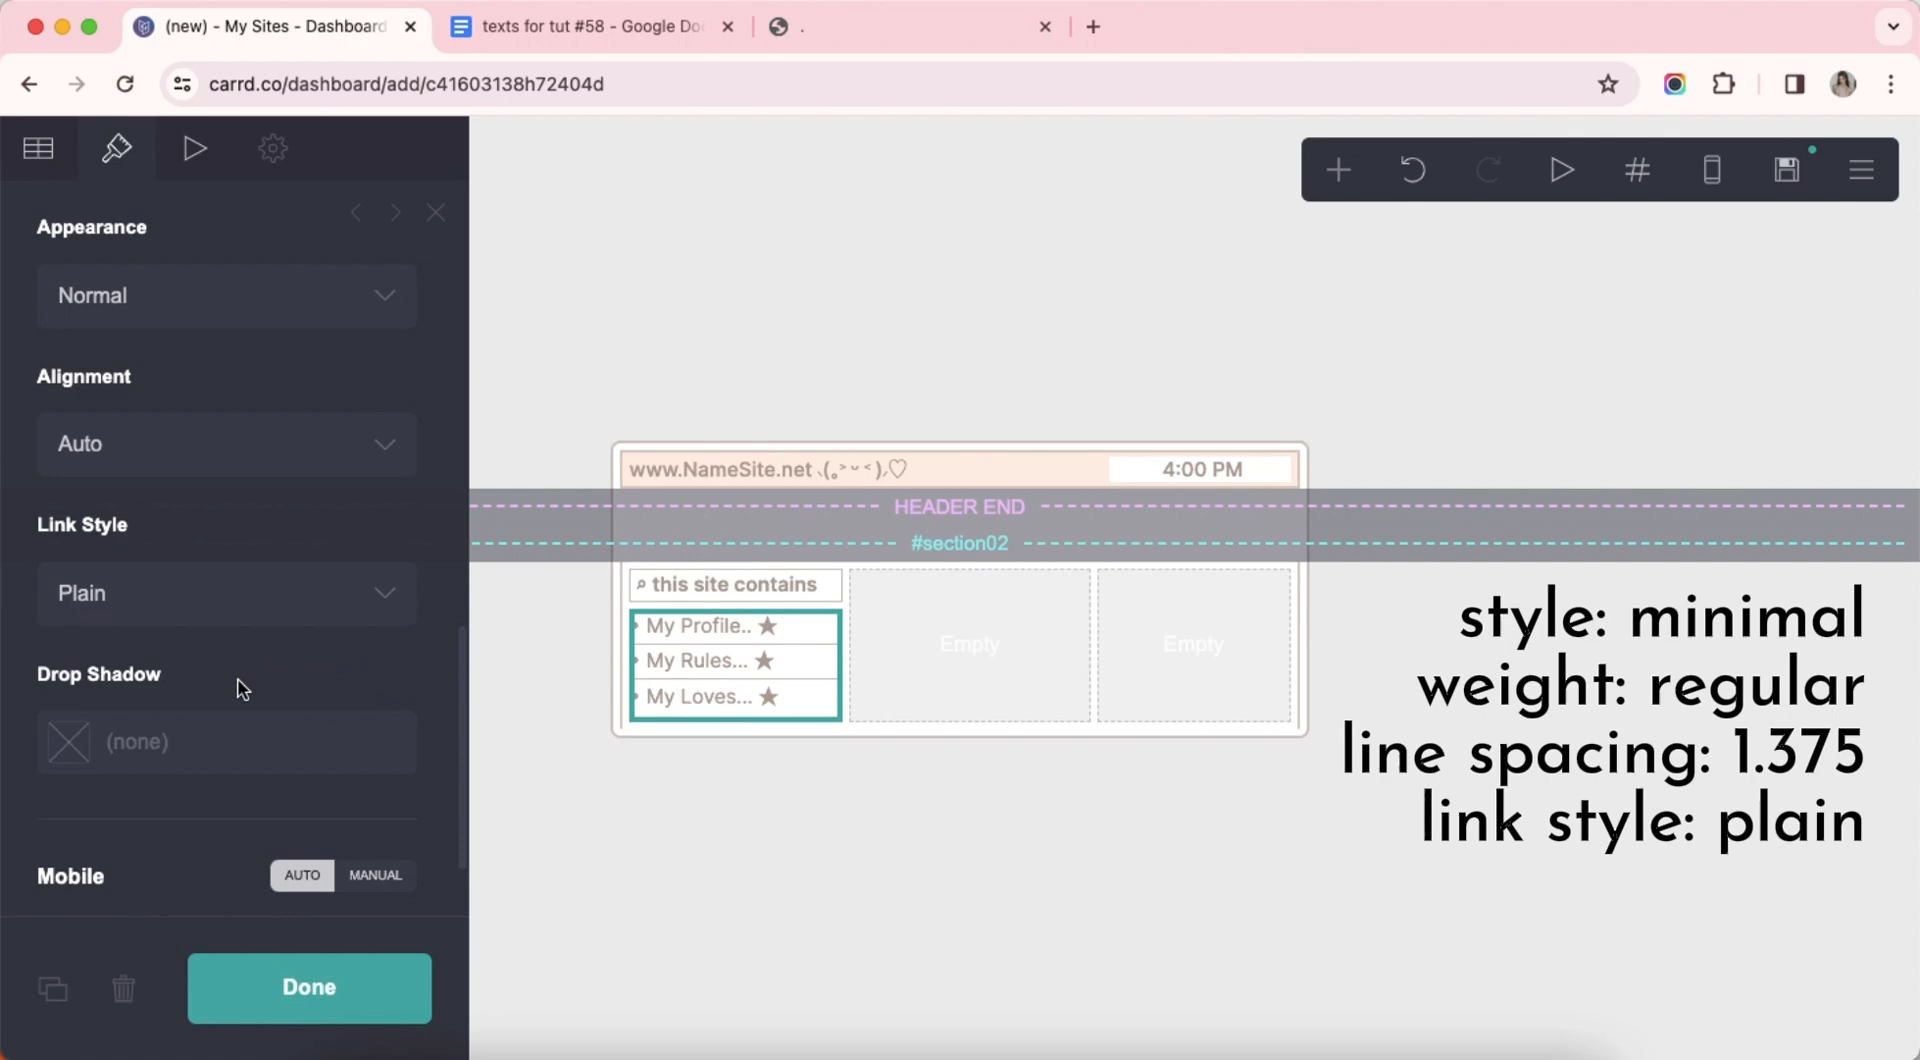 (new) - My Sites - Dashboard
texts for tut #58 - Google Do
.
carrd.co/dashboard/add/c41603138h72404d
Appearance
Normal
Alignment
Auto
Link Style
Plain
Drop Shadow
(none)
Mobile
AUTO
MANUAL
Done
www.NameSite.net ⸜(｡˃ ᵕ ˂ )⸝♡
4:00 PM
HEADER END
#section02
⌕ this site contains
My Profile.. ★
My Rules... ★
My Loves... ★
Empty
Empty
style: minimal
weight: regular
line spacing: 1.375
link style: plain